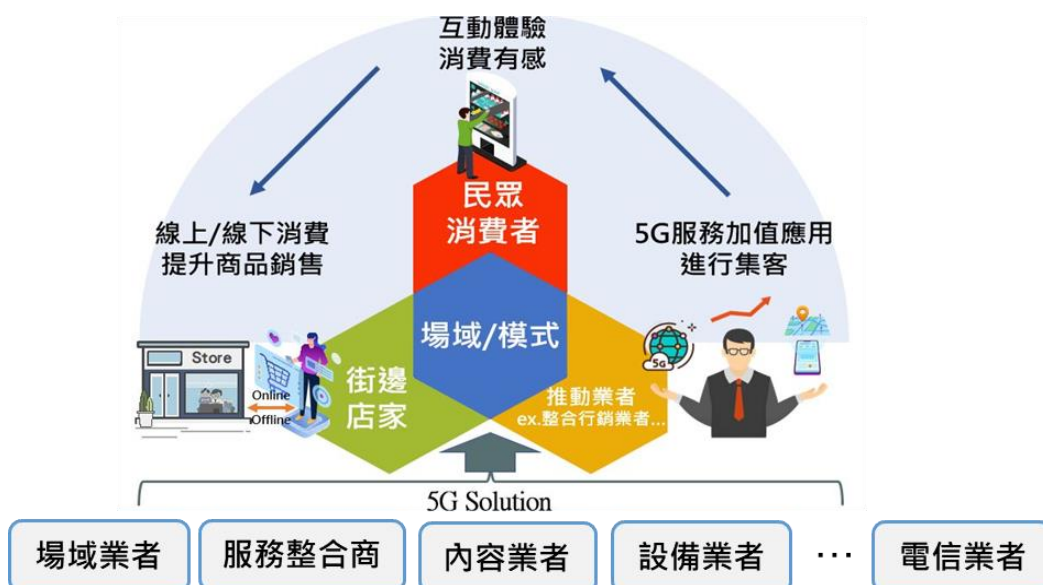 互動體驗
消費有感
民眾
消費者
線上/線下消費
提升商品銷售
5G服務加值應用
進行集客
場域/模式
Store
Online
Offline
街邊
店家
推動業者
ex.整合行銷業者...
5G
5G Solution
場域業者
服務整合商
內容業者
設備業者
...
電信業者